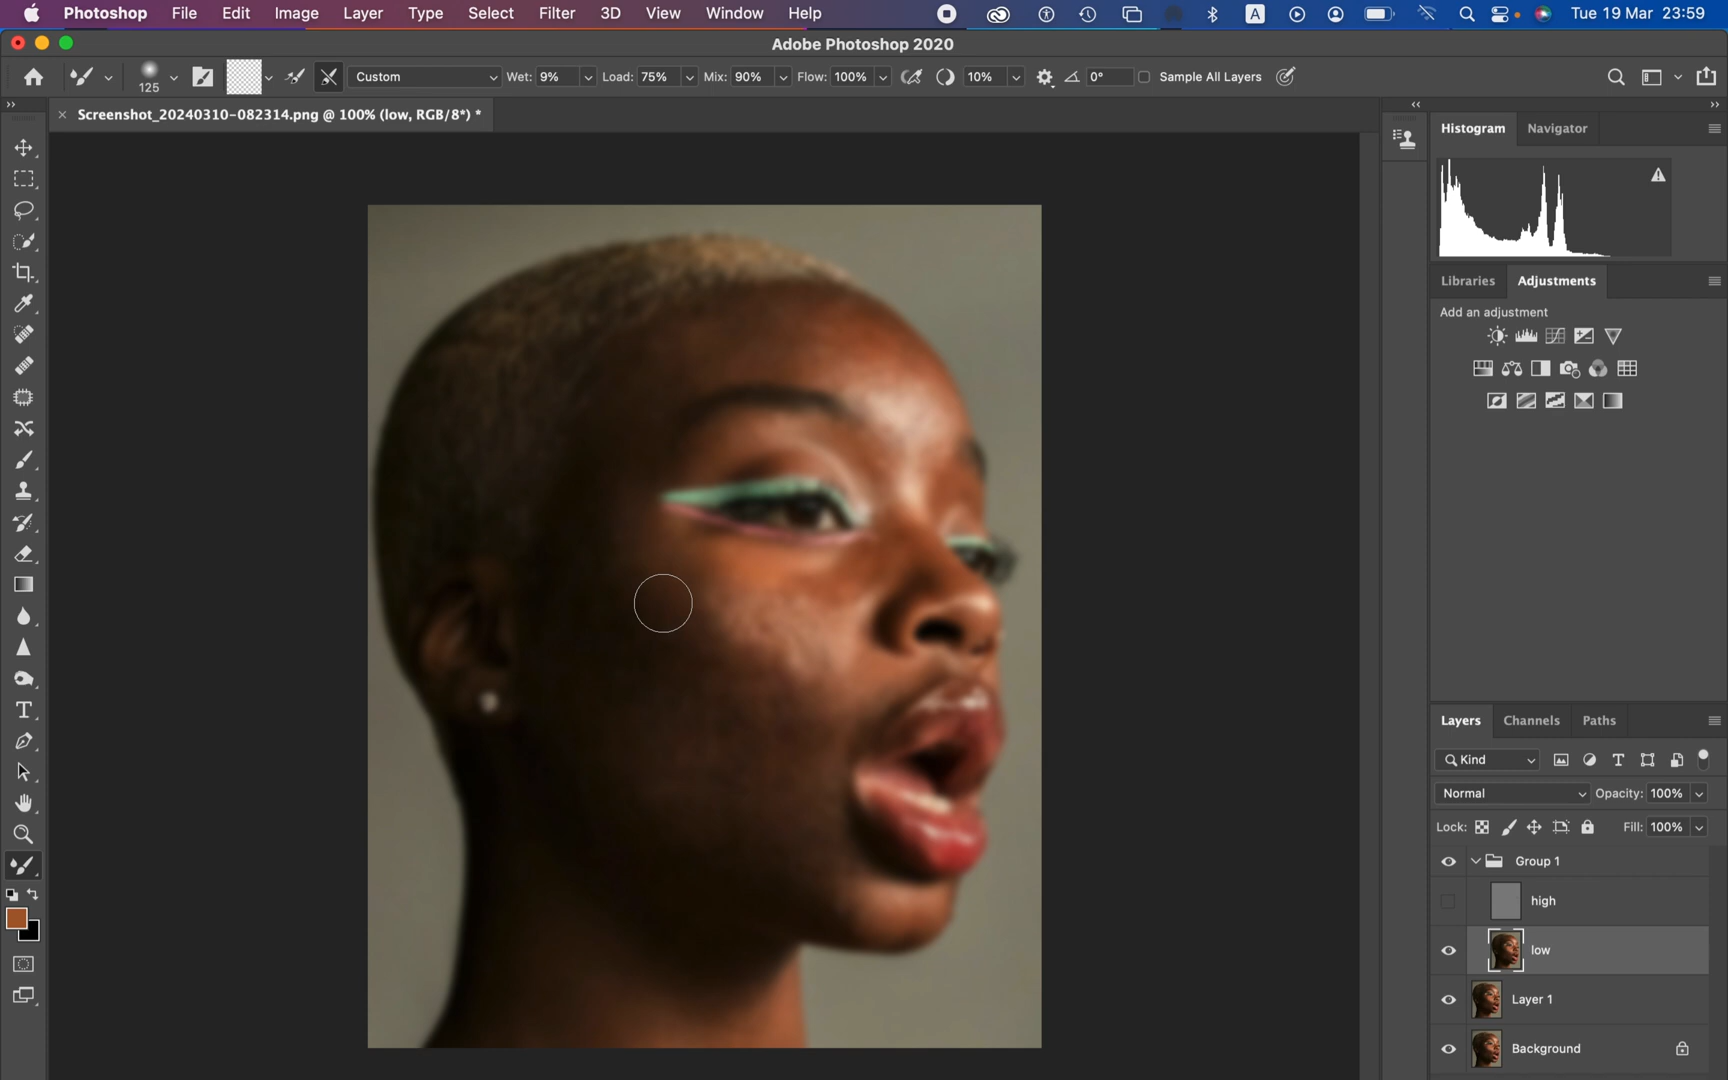 Photoshop File Edit Image Layer Type Select Filter 3D View Window Help A Tue 19 Mar 23:59
Adobe Photoshop 2020
125 Custom Wet: 9% Load: 75% Mix: 90% Flow: 100% 10% 0° Sample All Layers
Screenshot_20240310-082314.png @ 100% (low, RGB/8*) *
Histogram Navigator
Libraries Adjustments
Add an adjustment
Layers Channels Paths
Kind
Normal Opacity: 100%
Lock: Fill: 100%
Group 1
high
low
Layer 1
Background